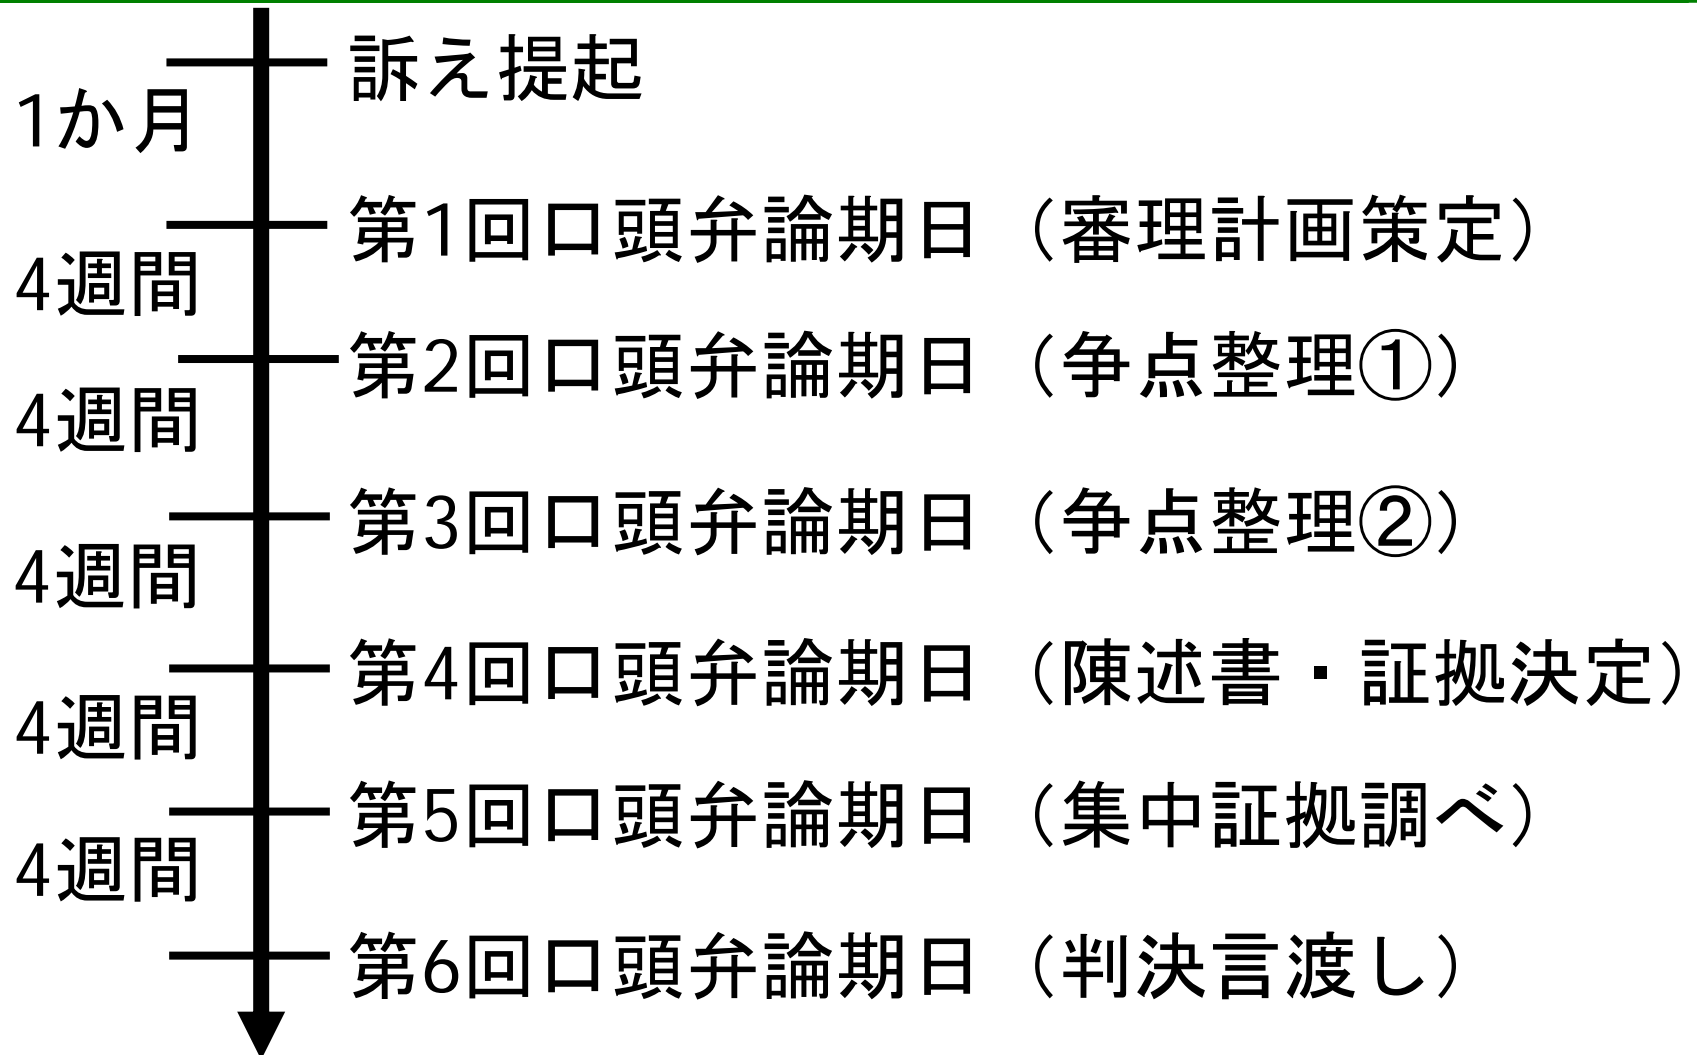 訴え提起
1か月
第1回口頭弁論期日（審理計画策定）
4週間
第2回口頭弁論期日（争点整理①）
4週間
第3回口頭弁論期日（争点整理②）
4週間
第4回口頭弁論期日（陳述書・証拠決定）
4週間
第5回口頭弁論期日（集中証拠調べ）
4週間
第6回口頭弁論期日（判決言渡し）